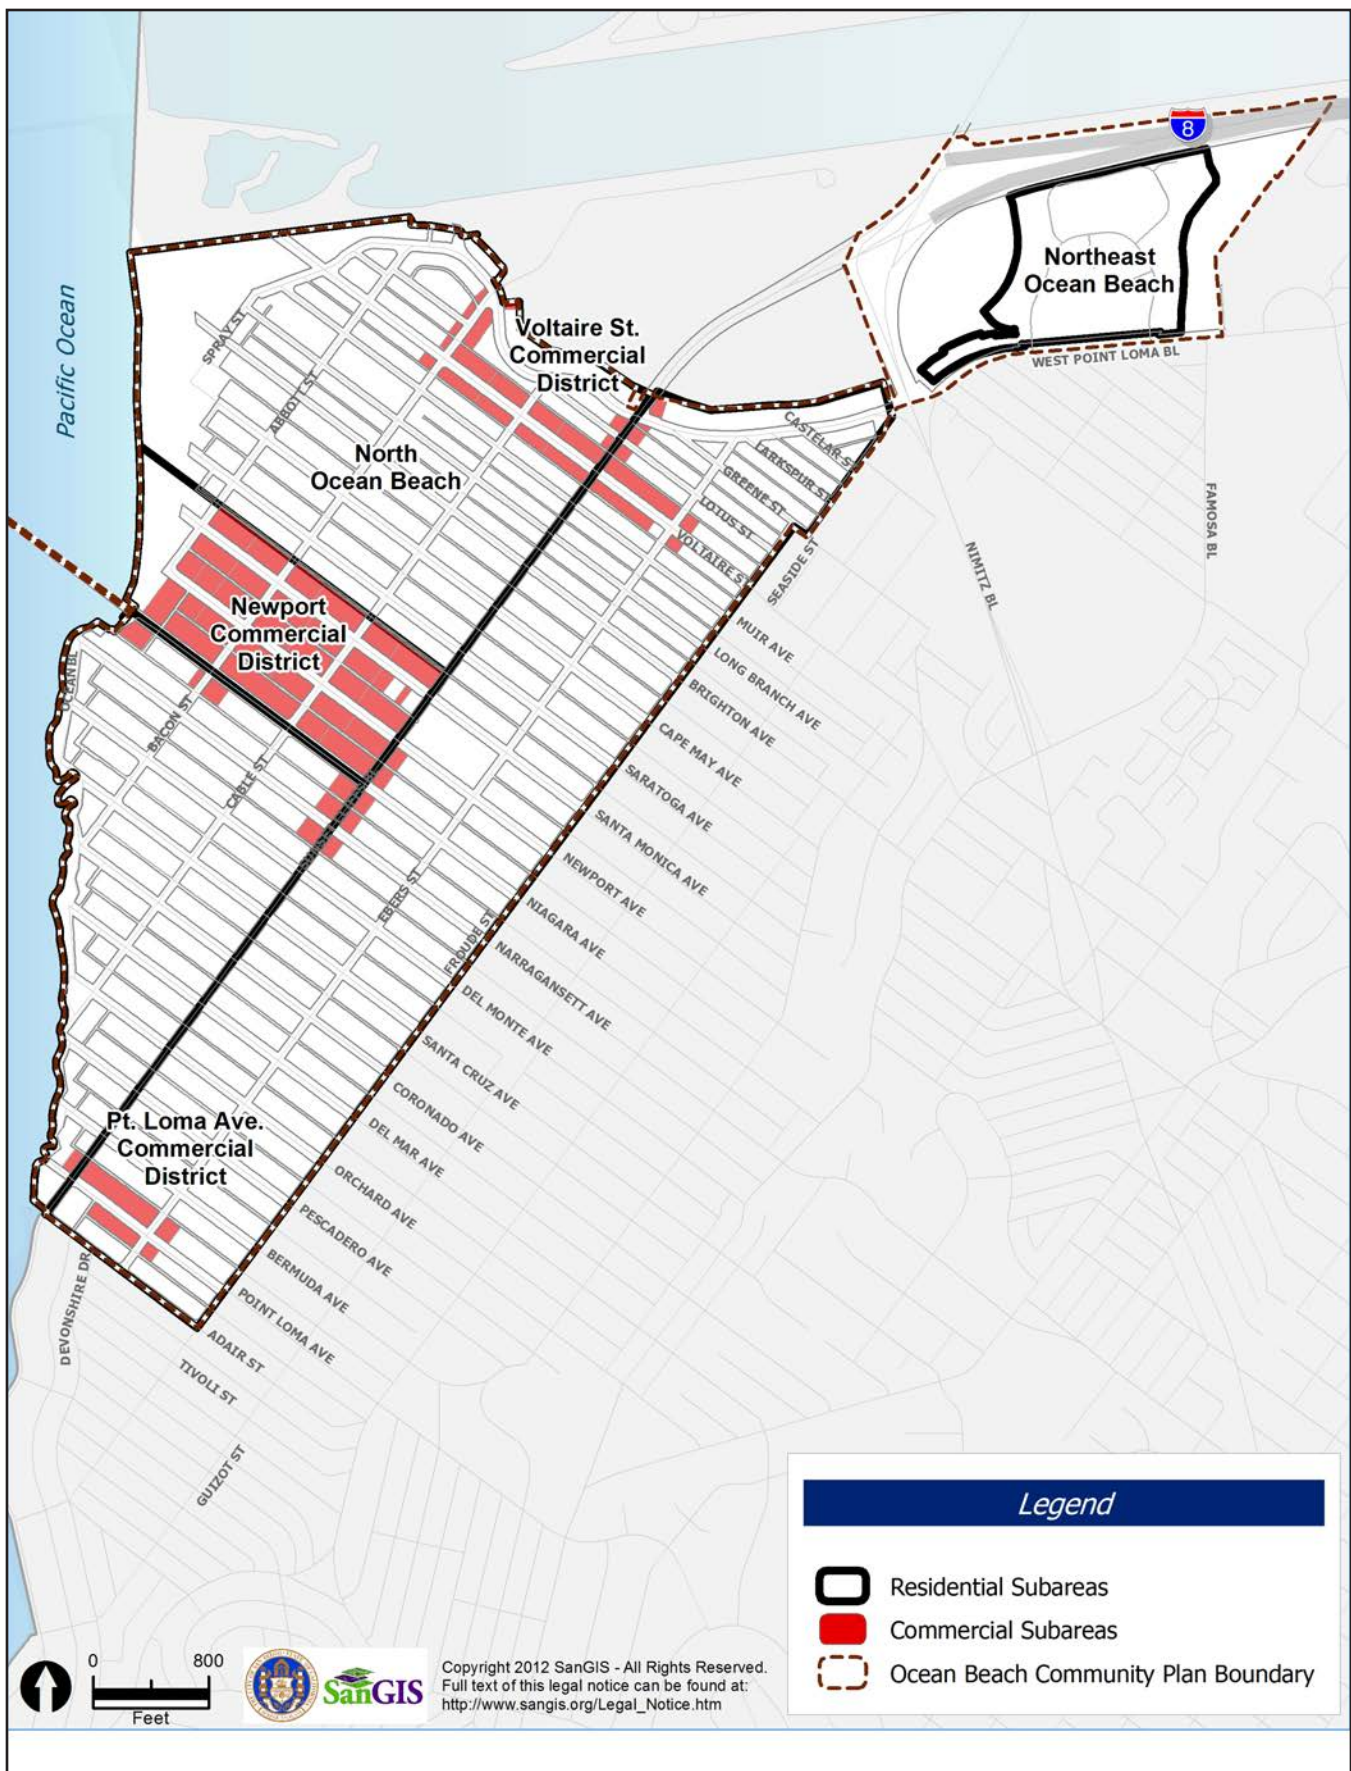 8
Northeast
Ocean Beach
WEST POINT LOMA BL
Pacific Ocean
SPRAY ST
ABBOTT ST
Voltaire St.
Commercial
District
North
Ocean Beach
CASTELAR ST
LARKSPUR ST
GREENE ST
LOTUS ST
VOLTAIRE ST
SEASIDE ST
NIMITZ BL
FAMOSA BL
MUIR AVE
LONG BRANCH AVE
BRIGHTON AVE
CAPE MAY AVE
SARATOGA AVE
SANTA MONICA AVE
NEWPORT AVE
NIAGARA AVE
NARRAGANSETT AVE
DEL MONTE AVE
SANTA CRUZ AVE
CORONADO AVE
DEL MAR AVE
ORCHARD AVE
PESCADERO AVE
BERMUDA AVE
POINT LOMA AVE
ADAIR ST
TIVOLI ST
GUIZOT ST
DEVONSHIRE DR
Newport
Commercial
District
OCEAN BL
BACON ST
CABLE ST
EBERS ST
FROUDE ST
Pt. Loma Ave.
Commercial
District
Legend
Residential Subareas
Commercial Subareas
Ocean Beach Community Plan Boundary
0 800
Feet
SanGIS
Copyright 2012 SanGIS - All Rights Reserved.
Full text of this legal notice can be found at:
http://www.sangis.org/Legal_Notice.htm